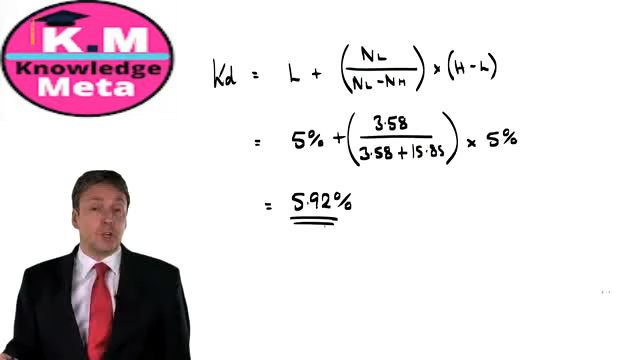 K.M
Knowledge
Meta
Kd = L + (NL / (NL - NH)) × (H - L)
= 5% + (3.58 / (3.58 + 15.85)) × 5%
= 5.92%